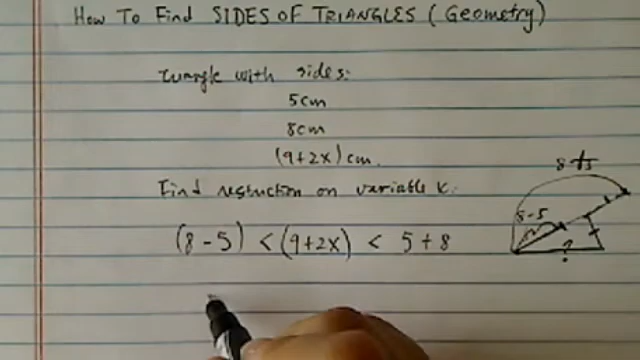 How To Find SIDES OF TRIANGLES (Geometry)
triangle with sides:
5cm
8cm
(9+2x) cm.
Find restriction on variable x.
8+5
8-5
?
(8-5) < (9+2x) < 5+8